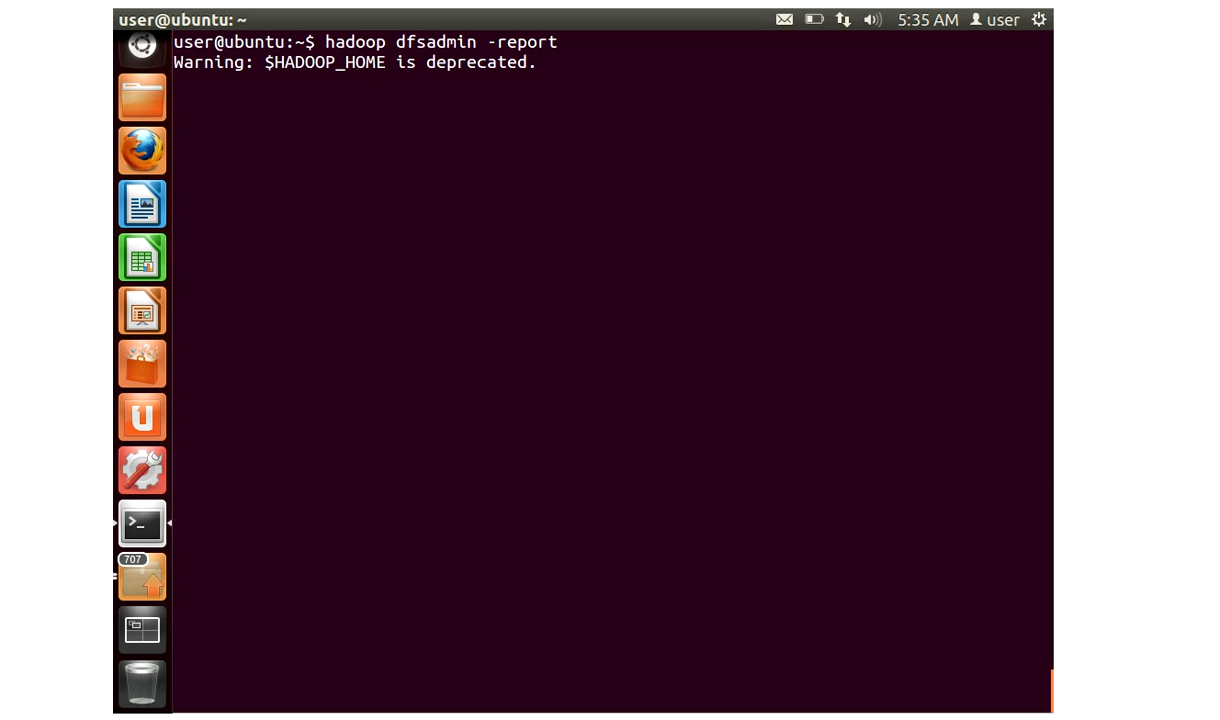 user@ubuntu: ~
5:35 AM user
user@ubuntu:~$ hadoop dfsadmin -report
Warning: $HADOOP_HOME is deprecated.
U
>_
707